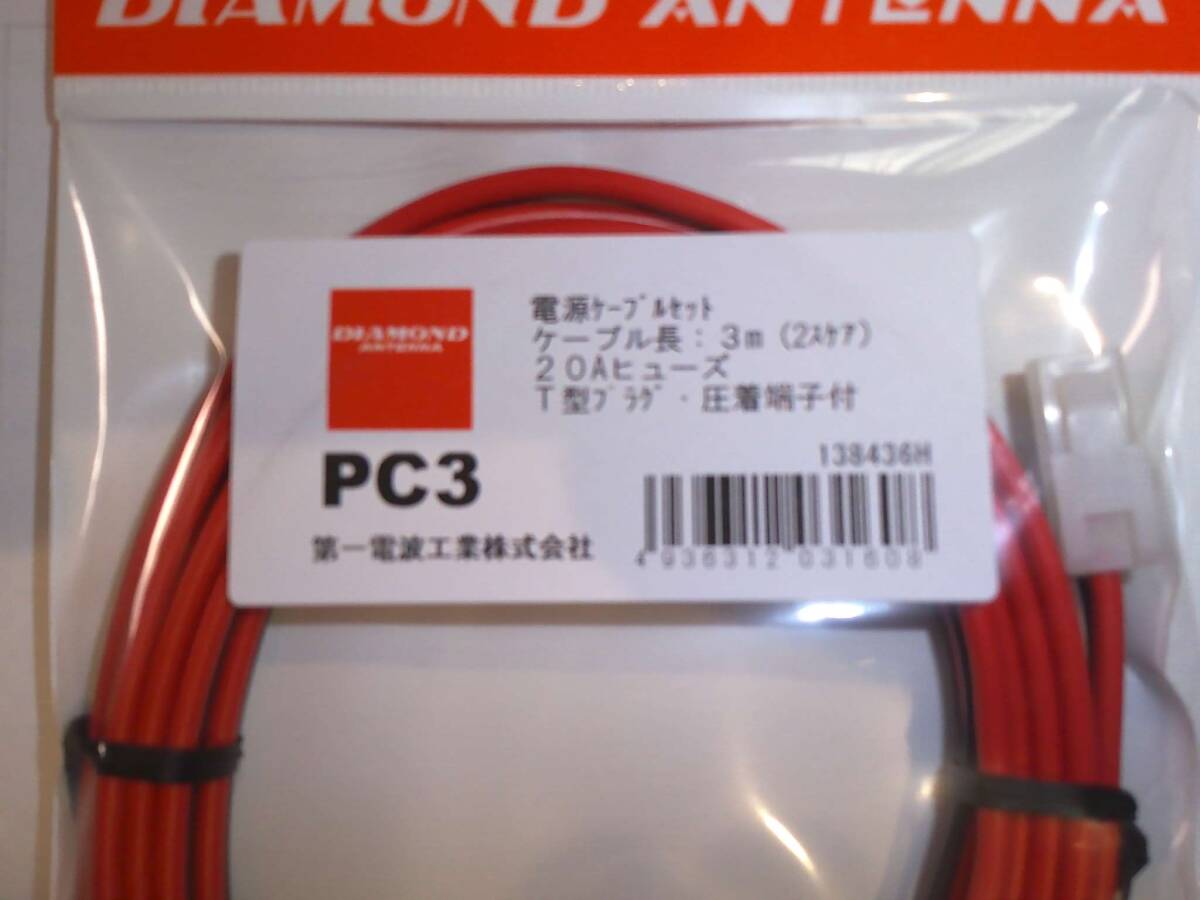 DIAMOND ANTENNA
DIAMOND
ANTENNA
電源ｹｰﾌﾞﾙｾｯﾄ
ケーブル長：３ｍ（2ｽｹｱ）
２０Aヒューズ
Ｔ型ﾌﾟﾗｸﾞ・圧着端子付
PC3
138436H
第一電波工業株式会社
4 936312 031609